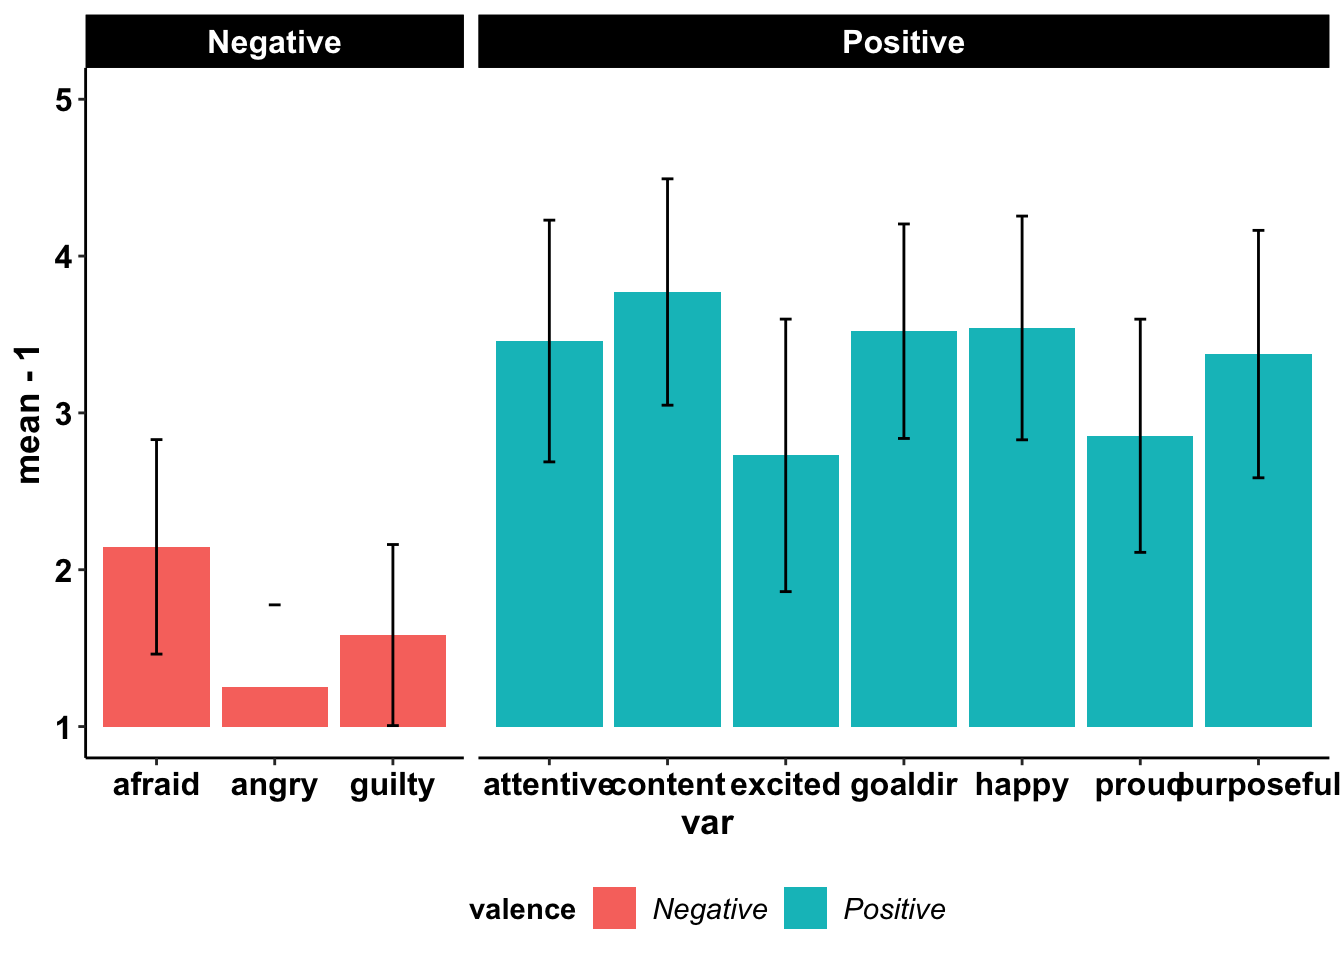 Negative Positive
5
4
3
2
1
mean - 1
afraid angry guilty attentive content excited goaldir happy proud purposeful
var
valence Negative Positive